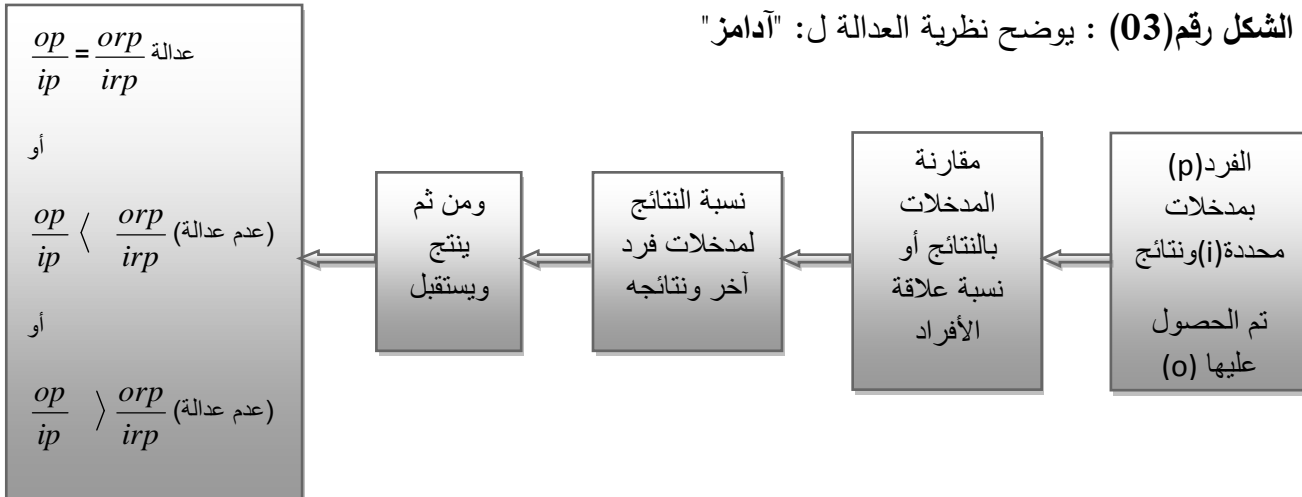 الشكل رقم(03) : يوضح نظرية العدالة ل: "آدامز"
الفرد(p)
بمدخلات
محددة(i)ونتائج
تم الحصول
عليها (o)
مقارنة
المدخلات
بالنتائج أو
نسبة علاقة
الأفراد
نسبة النتائج
لمدخلات فرد
آخر ونتائجه
ومن ثم
ينتج
ويستقبل
op/ip = orp/irp عدالة
أو
op/ip 〈 orp/irp (عدم عدالة)
أو
op/ip 〉 orp/irp (عدم عدالة)